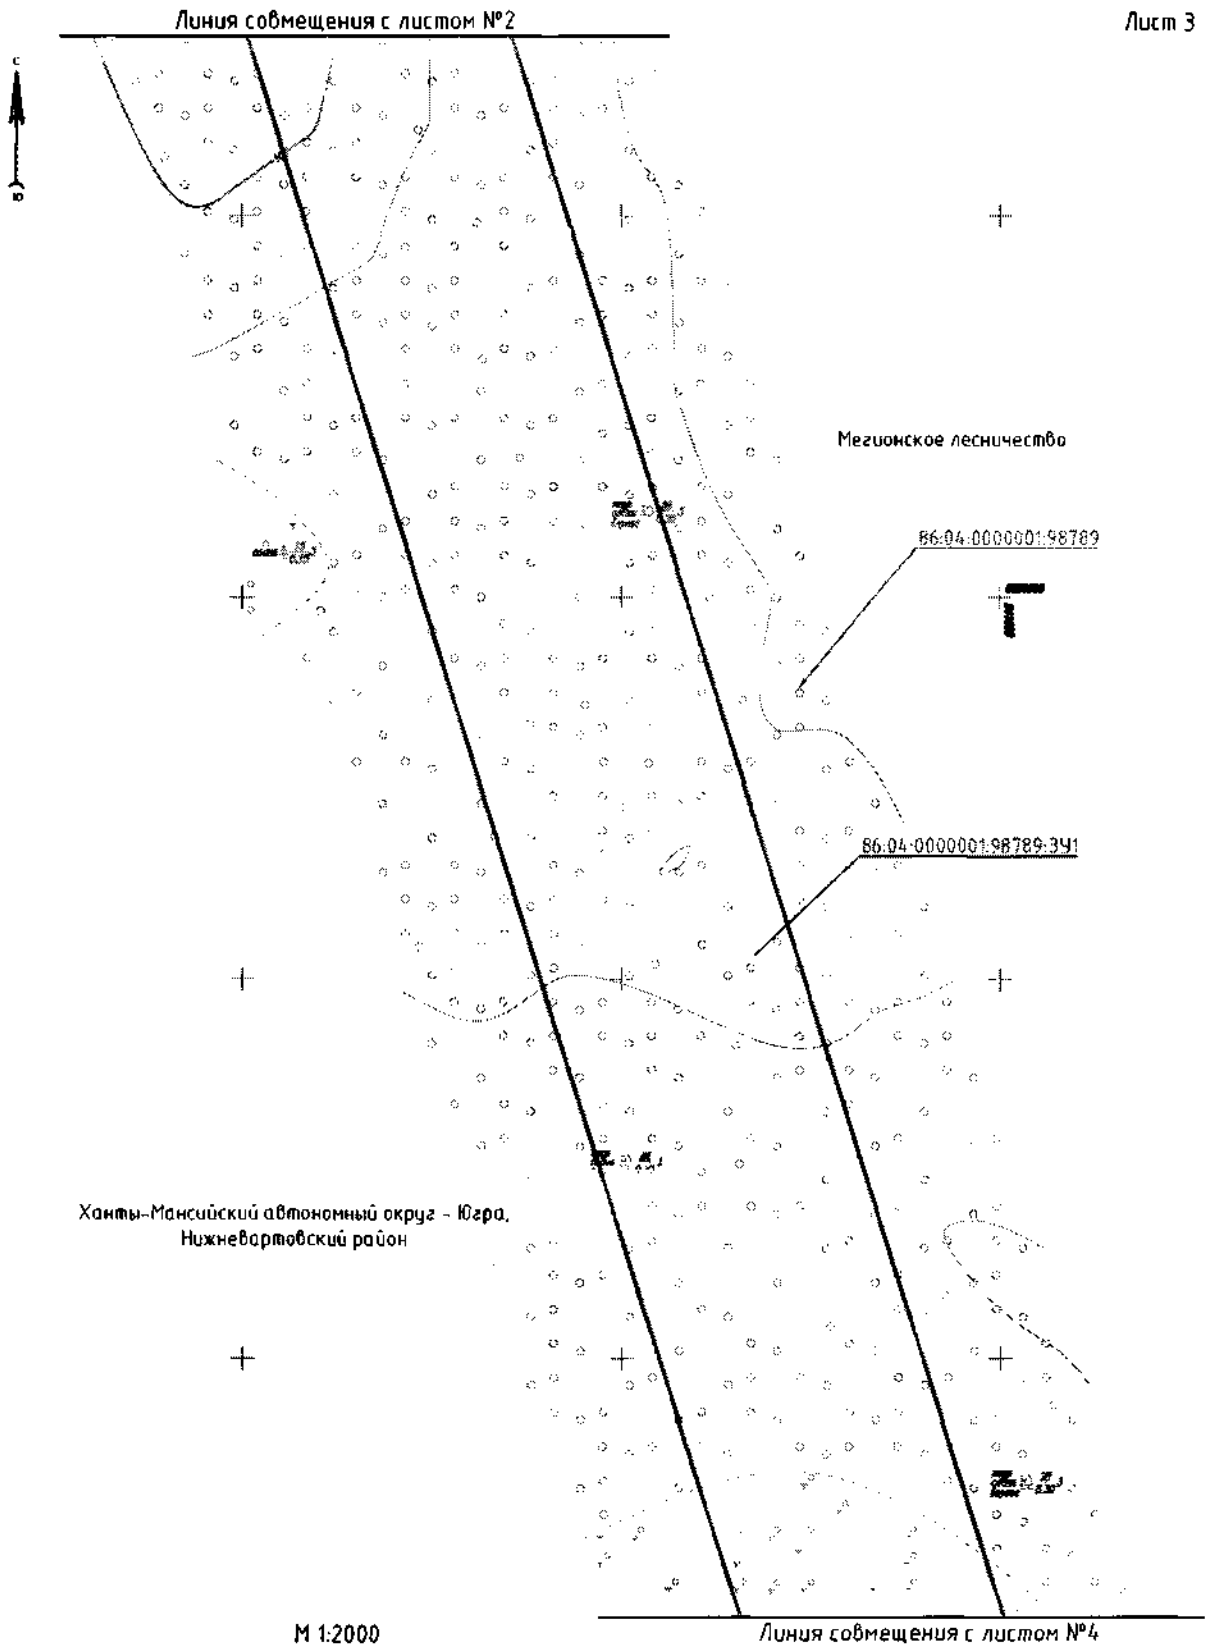 Линия совмещения с листом №2
Лист 3
С
Ю
Мегионское лесничество
86:04:0000001:98789
86:04:0000001:98789:ЗУ1
Ханты-Мансийский автономный округ - Югра,
Нижневартовский район
М 1:2000
Линия совмещения с листом №4